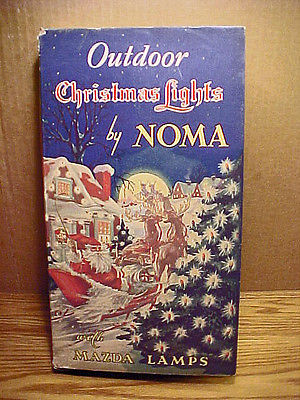 Outdoor
Christmas Lights
by NOMA
with
MAZDA LAMPS